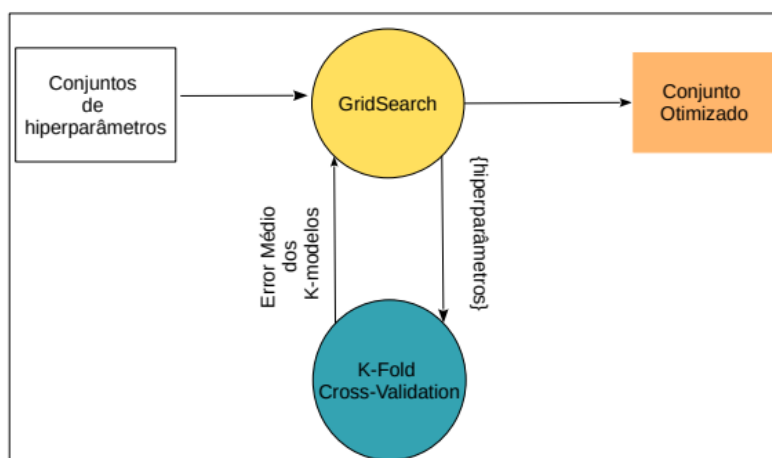 Conjuntos
de
hiperparâmetros
GridSearch
Conjunto
Otimizado
Error Médio
dos
K-modelos
{hiperparâmetros}
K-Fold
Cross-Validation